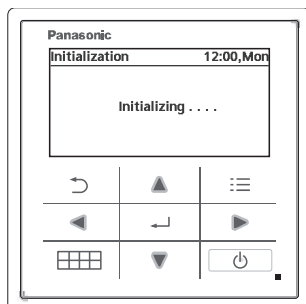 Panasonic
Initialization 12:00,Mon
Initializing . . . .